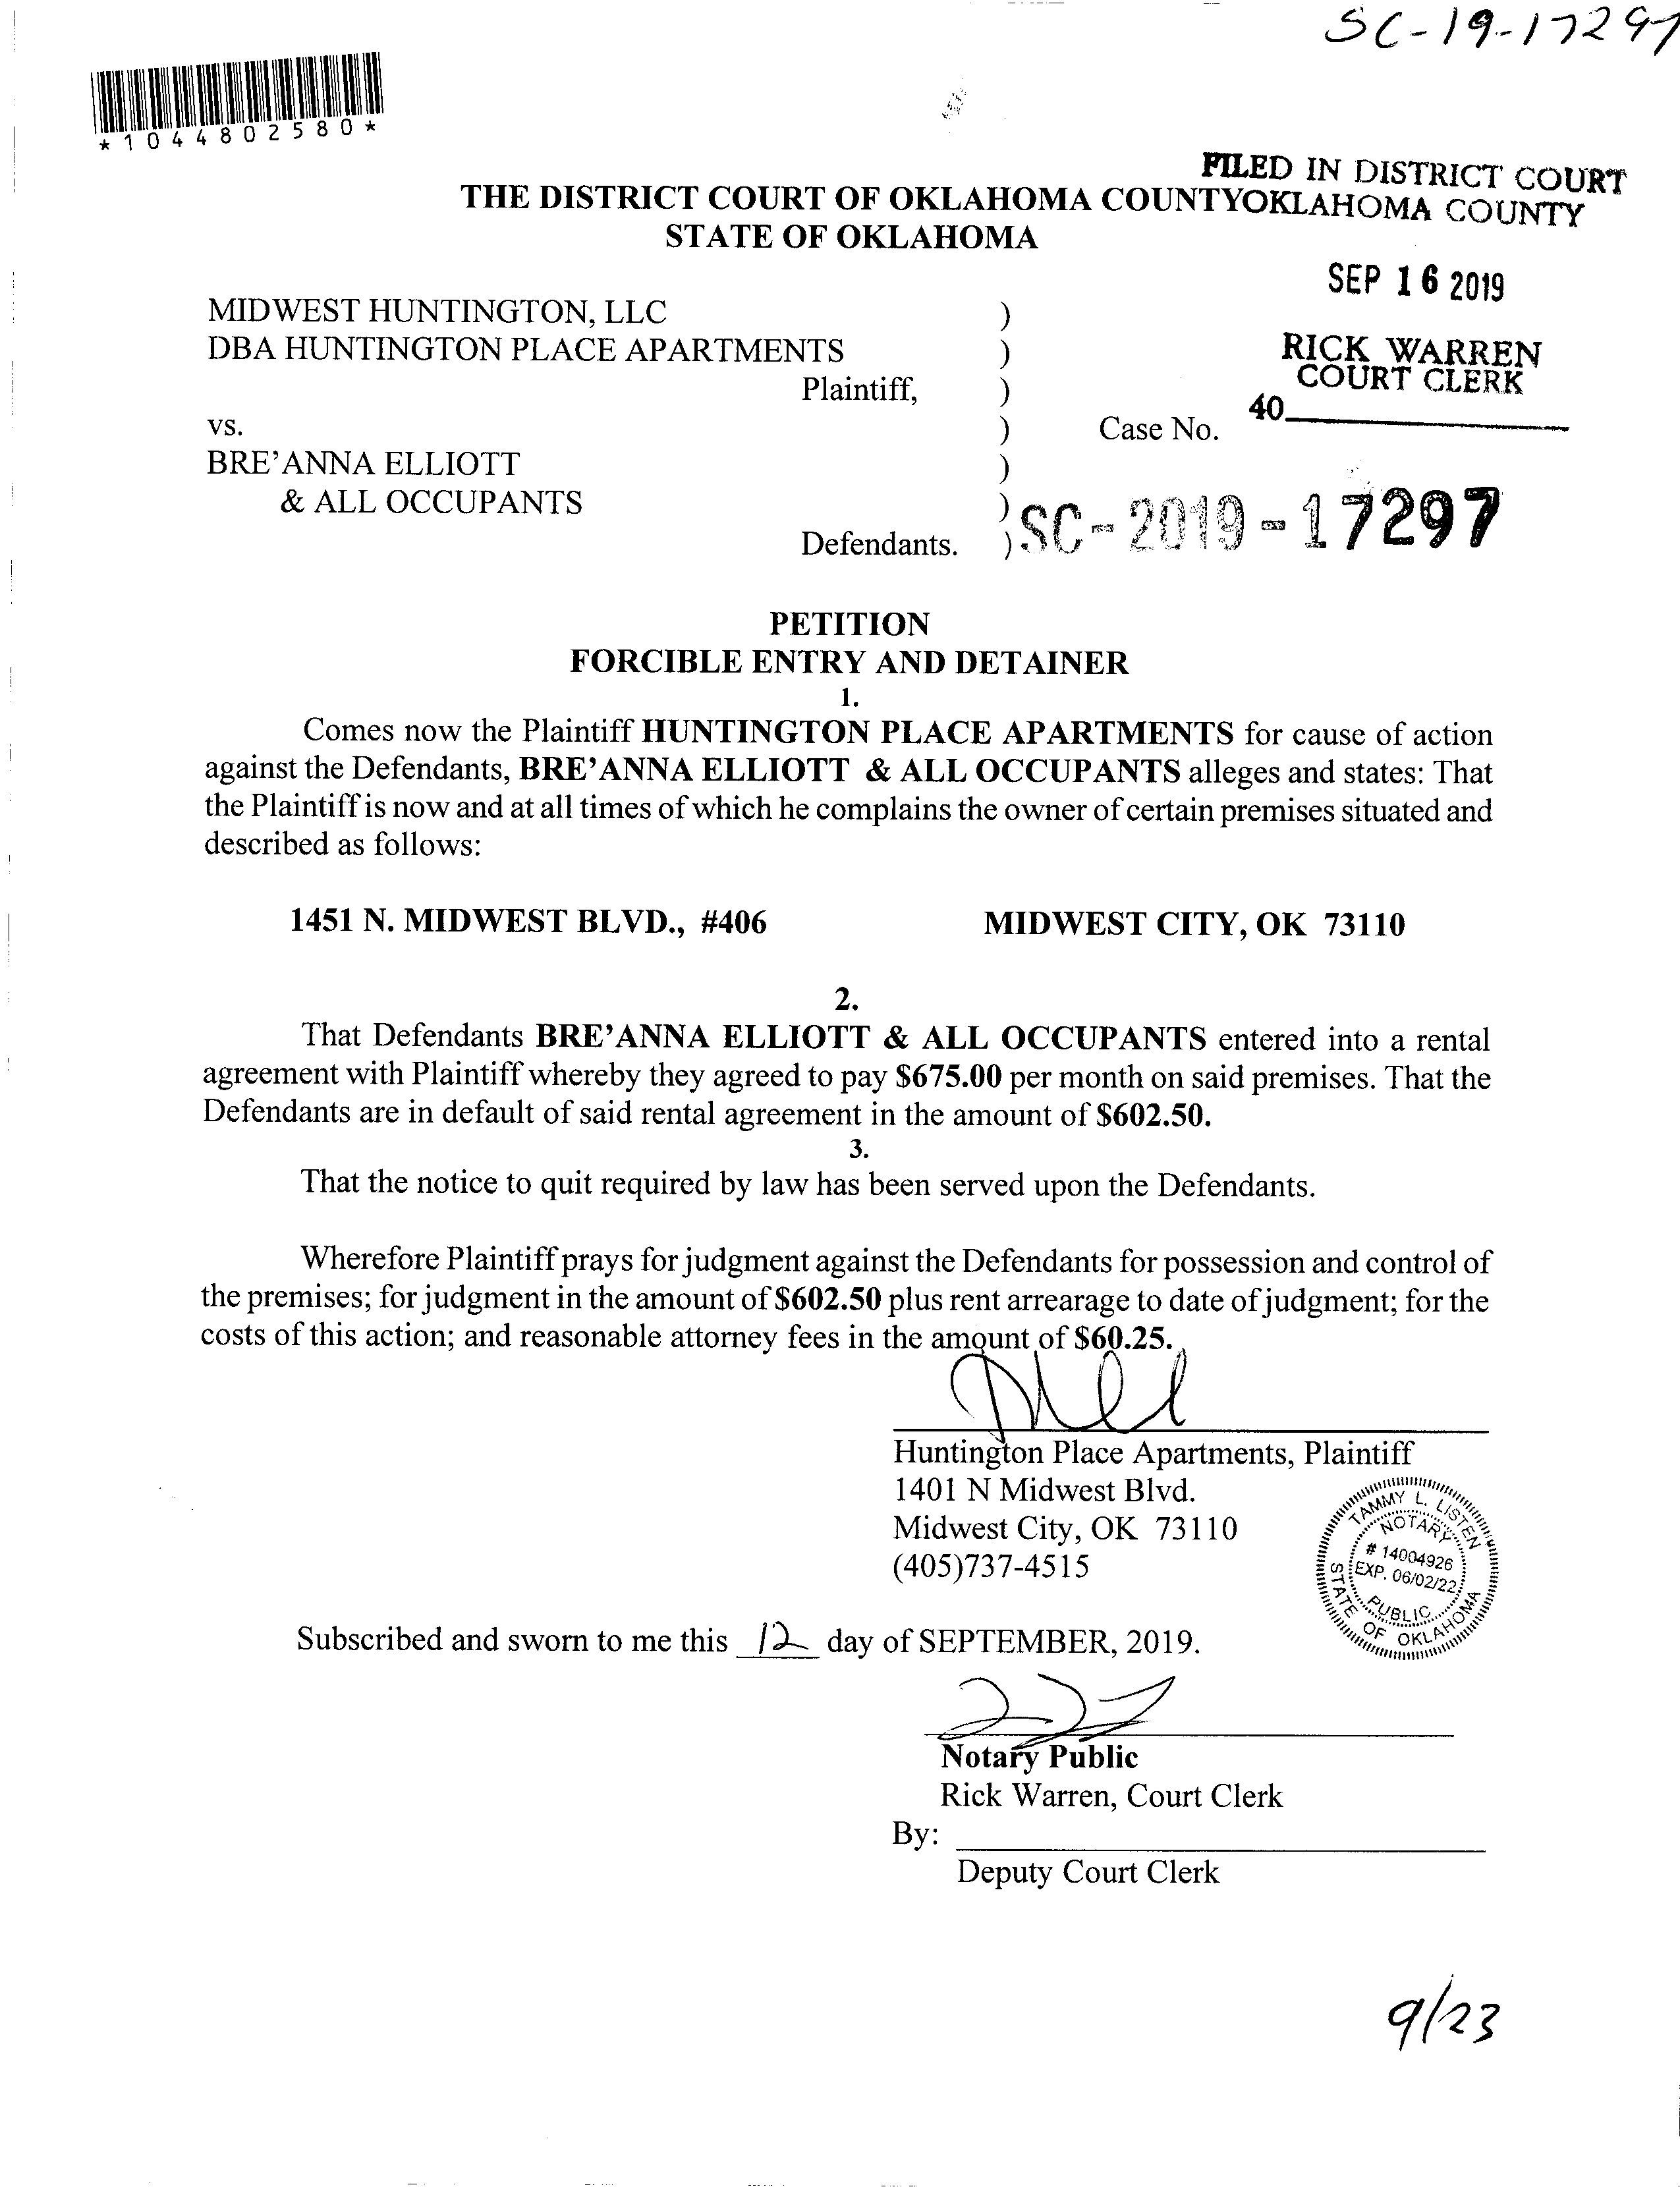 SC-19-17297
*1044802580*
FILED IN DISTRICT COURT
OKLAHOMA COUNTY
THE DISTRICT COURT OF OKLAHOMA COUNTY
STATE OF OKLAHOMA
SEP 16 2019
RICK WARREN
COURT CLERK
40
MIDWEST HUNTINGTON, LLC )
DBA HUNTINGTON PLACE APARTMENTS )
Plaintiff, )
vs. ) Case No.
BRE'ANNA ELLIOTT )
& ALL OCCUPANTS )
Defendants. )
SC-2019-17297
PETITION
FORCIBLE ENTRY AND DETAINER
1.
Comes now the Plaintiff HUNTINGTON PLACE APARTMENTS for cause of action
against the Defendants, BRE'ANNA ELLIOTT & ALL OCCUPANTS alleges and states: That
the Plaintiff is now and at all times of which he complains the owner of certain premises situated and
described as follows:
1451 N. MIDWEST BLVD., #406 MIDWEST CITY, OK 73110
2.
That Defendants BRE'ANNA ELLIOTT & ALL OCCUPANTS entered into a rental
agreement with Plaintiff whereby they agreed to pay $675.00 per month on said premises. That the
Defendants are in default of said rental agreement in the amount of $602.50.
3.
That the notice to quit required by law has been served upon the Defendants.
Wherefore Plaintiff prays for judgment against the Defendants for possession and control of
the premises; for judgment in the amount of $602.50 plus rent arrearage to date of judgment; for the
costs of this action; and reasonable attorney fees in the amount of $60.25.
Huntington Place Apartments, Plaintiff
1401 N Midwest Blvd.
Midwest City, OK 73110
(405)737-4515
TAMMY L. LISTEN
NOTARY
# 14004926
EXP. 06/02/22
PUBLIC
STATE OF OKLAHOMA
Subscribed and sworn to me this 12 day of SEPTEMBER, 2019.
Notary Public
Rick Warren, Court Clerk
By:
Deputy Court Clerk
9/23